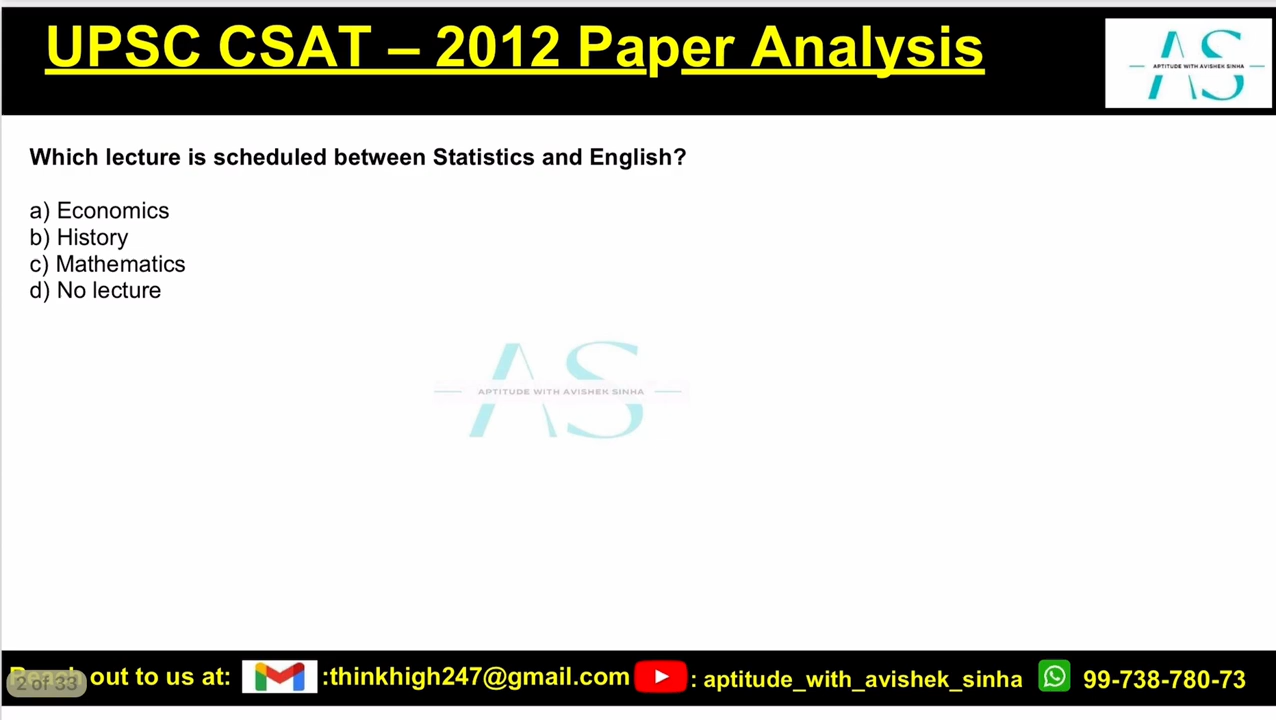 UPSC CSAT – 2012 Paper Analysis
AS
APTITUDE WITH AVISHEK SINHA
Which lecture is scheduled between Statistics and English?
a) Economics
b) History
c) Mathematics
d) No lecture
AS
APTITUDE WITH AVISHEK SINHA
out to us at: :thinkhigh247@gmail.com : aptitude_with_avishek_sinha 99-738-780-73
2 of 33